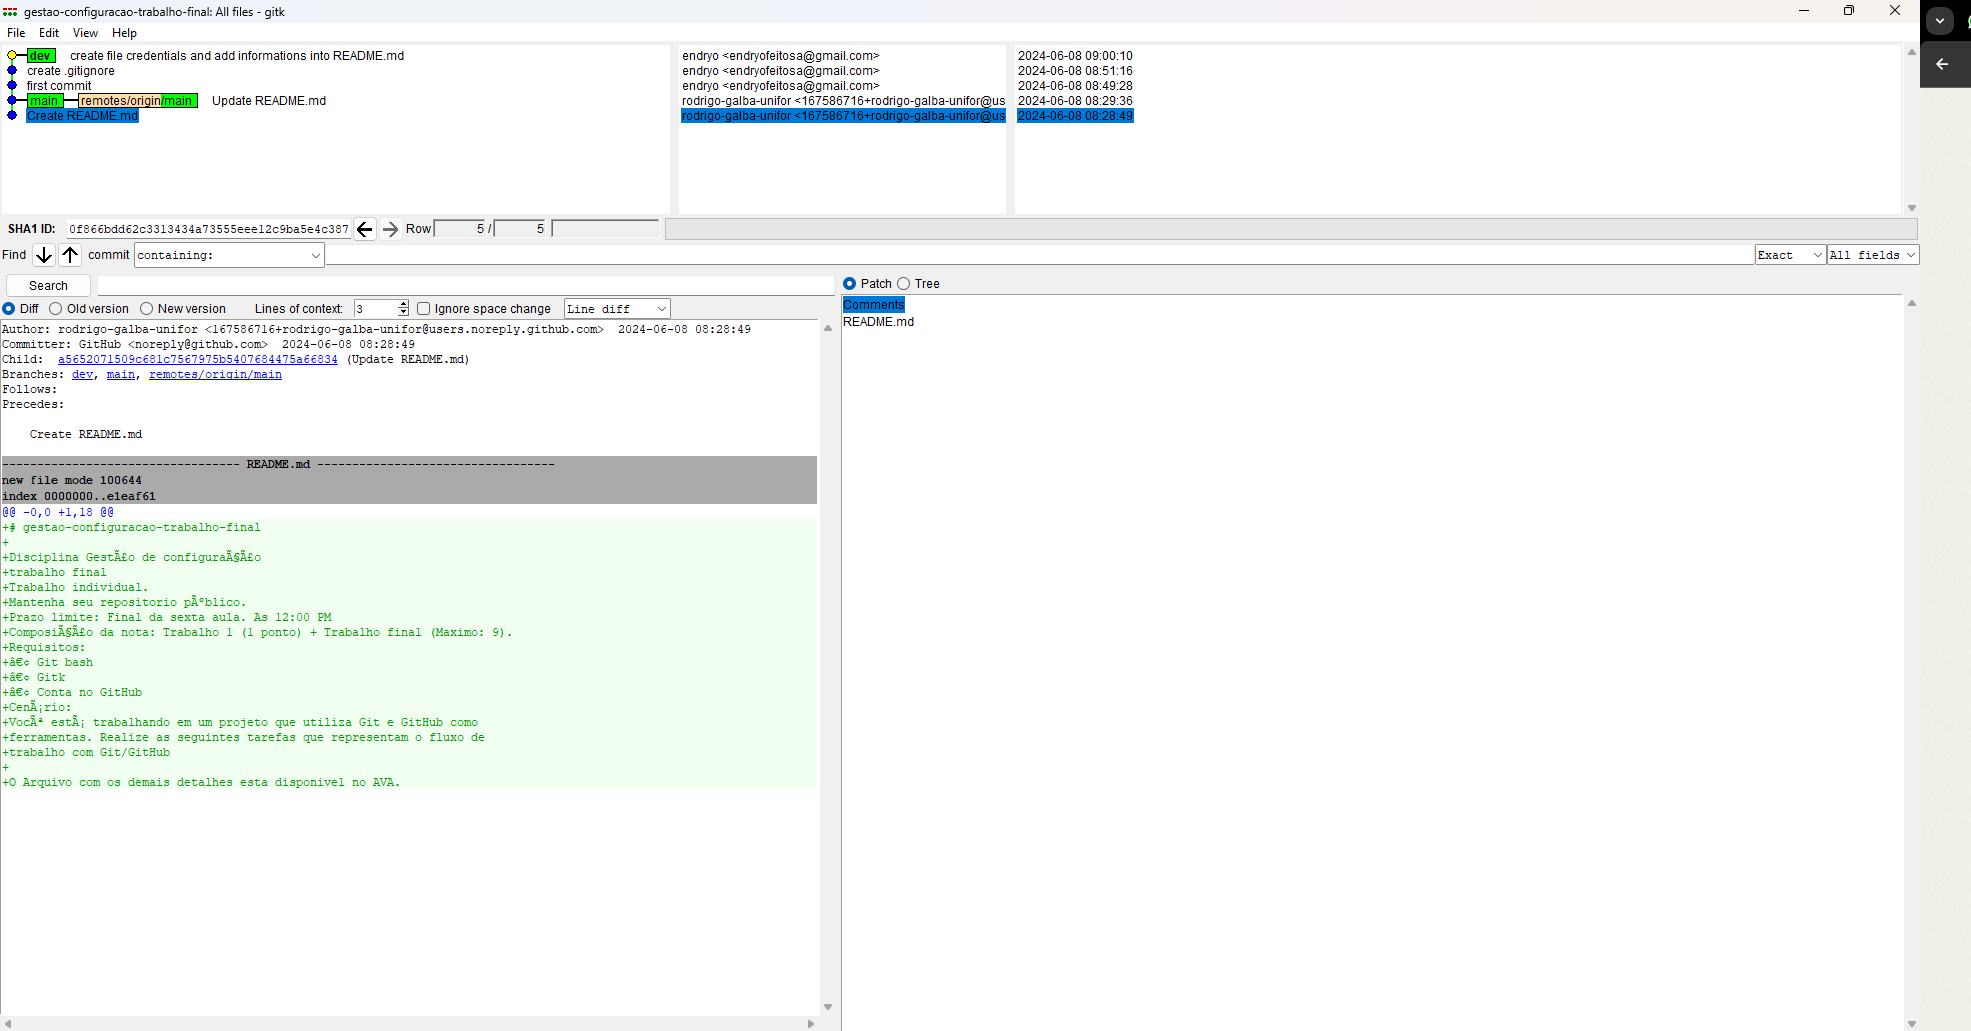 gestao-configuracao-trabalho-final: All files - gitk
File Edit View Help
dev create file credentials and add informations into README.md endryo <endryofeitosa@gmail.com> 2024-06-08 09:00:10
create .gitignore endryo <endryofeitosa@gmail.com> 2024-06-08 08:51:16
first commit endryo <endryofeitosa@gmail.com> 2024-06-08 08:49:28
main remotes/origin/main Update README.md rodrigo-galba-unifor <167586716+rodrigo-galba-unifor@us 2024-06-08 08:29:36
Create README.md rodrigo-galba-unifor <167586716+rodrigo-galba-unifor@us 2024-06-08 08:28:49
SHA1 ID: 0f866bdd62c3313434a73555eee12c9ba5e4c387 Row 5 / 5
Find commit containing: Exact All fields
Search
Patch Tree
Diff Old version New version Lines of context: 3 Ignore space change Line diff
Comments
README.md
Author: rodrigo-galba-unifor <167586716+rodrigo-galba-unifor@users.noreply.github.com>  2024-06-08 08:28:49
Committer: GitHub <noreply@github.com>  2024-06-08 08:28:49
Child:  a5652071509c681c7567975b5407684475a66834 (Update README.md)
Branches: dev, main, remotes/origin/main
Follows:
Precedes:
Create README.md
---------------------------------- README.md ----------------------------------
new file mode 100644
index 0000000..e1eaf61
@@ -0,0 +1,18 @@
+# gestao-configuracao-trabalho-final
+
+Disciplina GestÃ£o de configuraÃ§Ã£o
+trabalho final
+Trabalho individual.
+Mantenha seu repositorio pÃºblico.
+Prazo limite: Final da sexta aula. As 12:00 PM
+ComposiÃ§Ã£o da nota: Trabalho 1 (1 ponto) + Trabalho final (Maximo: 9).
+Requisitos:
+â€¢ Git bash
+â€¢ Gitk
+â€¢ Conta no GitHub
+CenÃ¡rio:
+VocÃª estÃ¡ trabalhando em um projeto que utiliza Git e GitHub como
+ferramentas. Realize as seguintes tarefas que representam o fluxo de
+trabalho com Git/GitHub
+
+O Arquivo com os demais detalhes esta disponivel no AVA.